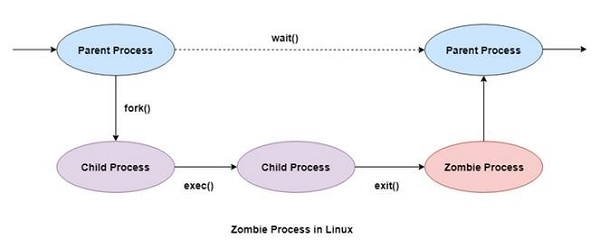 Parent Process
wait()
Parent Process
fork()
Child Process
exec()
Child Process
exit()
Zombie Process
Zombie Process in Linux